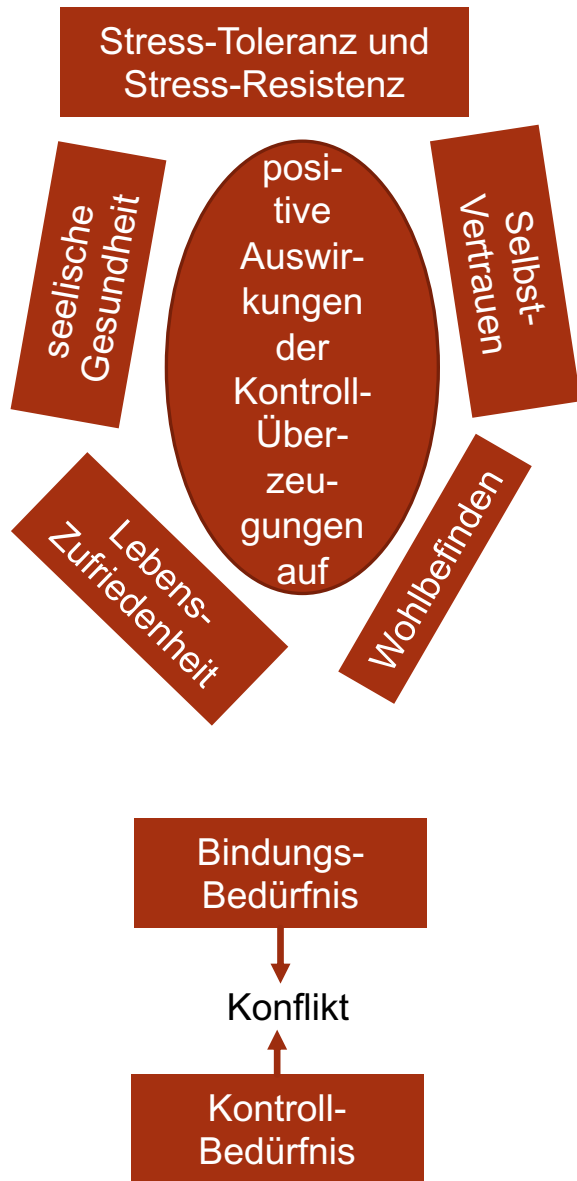 Stress-Toleranz und
Stress-Resistenz
seelische
Gesundheit
posi-
tive
Auswir-
kungen
der
Kontroll-
Über-
zeu-
gungen
auf
Selbst-
Vertrauen
Lebens-
Zufriedenheit
Wohlbefinden
Bindungs-
Bedürfnis
Konflikt
Kontroll-
Bedürfnis